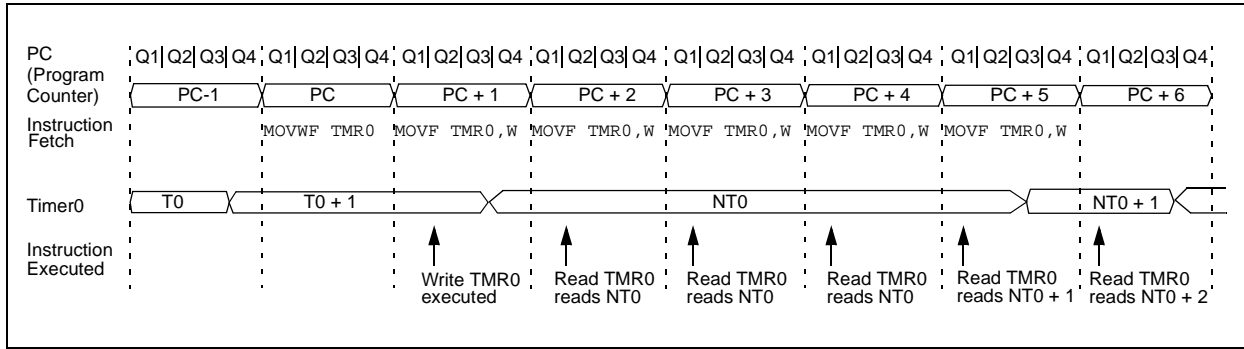 PC (Program Counter)
Q1 Q2 Q3 Q4 Q1 Q2 Q3 Q4 Q1 Q2 Q3 Q4 Q1 Q2 Q3 Q4 Q1 Q2 Q3 Q4 Q1 Q2 Q3 Q4 Q1 Q2 Q3 Q4 Q1 Q2 Q3 Q4
PC-1 PC PC + 1 PC + 2 PC + 3 PC + 4 PC + 5 PC + 6
Instruction Fetch
MOVWF TMR0 MOVF TMR0,W MOVF TMR0,W MOVF TMR0,W MOVF TMR0,W MOVF TMR0,W
Timer0 T0 T0 + 1 NT0 NT0 + 1
Instruction Executed
Write TMR0 executed
Read TMR0 reads NT0
Read TMR0 reads NT0
Read TMR0 reads NT0
Read TMR0 reads NT0 + 1
Read TMR0 reads NT0 + 2